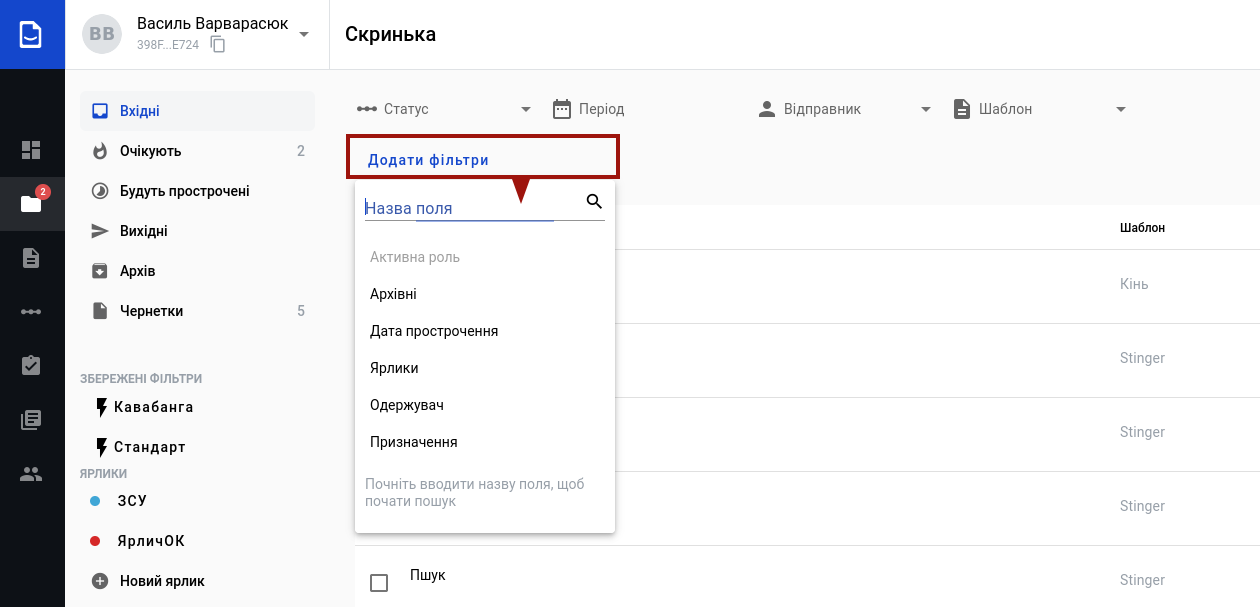 BB
Василь Варварасюк
398F...E724
Скринька
Вхідні
Очікують 2
Будуть прострочені
Вихідні
Архів
Чернетки 5
ЗБЕРЕЖЕНІ ФІЛЬТРИ
Кавабанга
Стандарт
ЯРЛИКИ
ЗСУ
ЯрличОК
Новий ярлик
2
Статус
Період
Відправник
Шаблон
Додати фільтри
Назва поля
Активна роль
Архівні
Дата прострочення
Ярлики
Одержувач
Призначення
Почніть вводити назву поля, щоб
почати пошук
Шаблон
Кінь
Stinger
Stinger
Stinger
Пшук
Stinger